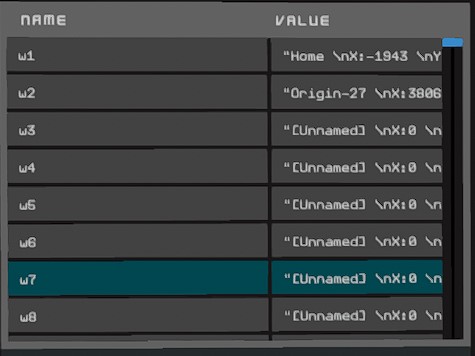 NAME VALUE
w1 "Home \nX:-1943 \nY
w2 "Origin-27 \nX:3806
w3 "[Unnamed] \nX:0 \n
w4 "[Unnamed] \nX:0 \n
w5 "[Unnamed] \nX:0 \n
w6 "[Unnamed] \nX:0 \n
w7 "[Unnamed] \nX:0 \n
w8 "[Unnamed] \nX:0 \n